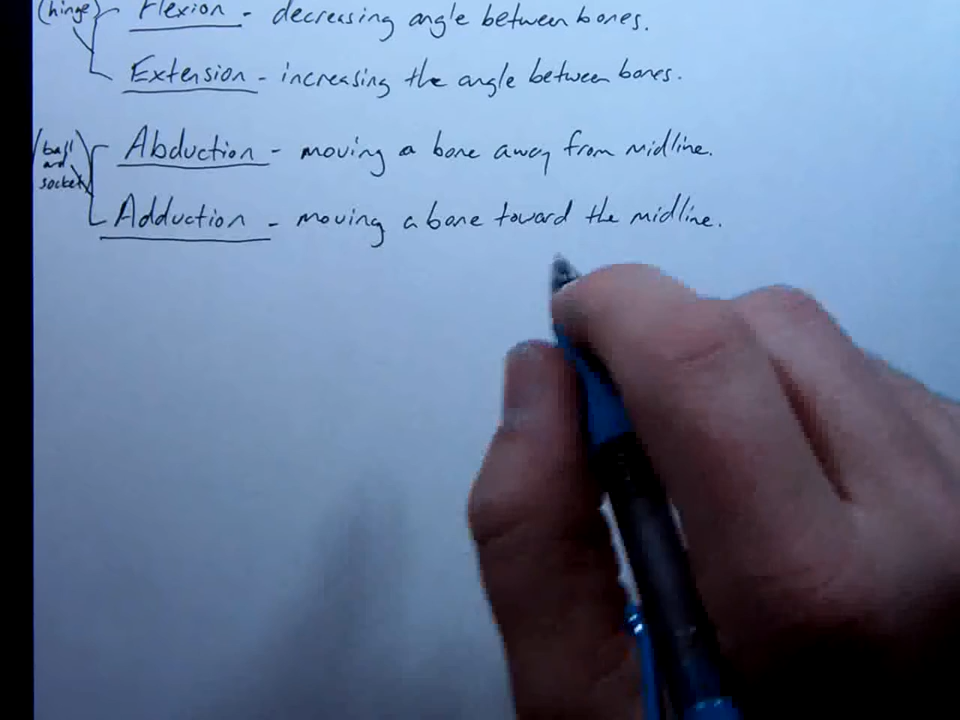 (hinge) Flexion - decreasing angle between bones.
Extension - increasing the angle between bones.
(ball and socket) Abduction - moving a bone away from midline.
Adduction - moving a bone toward the midline.